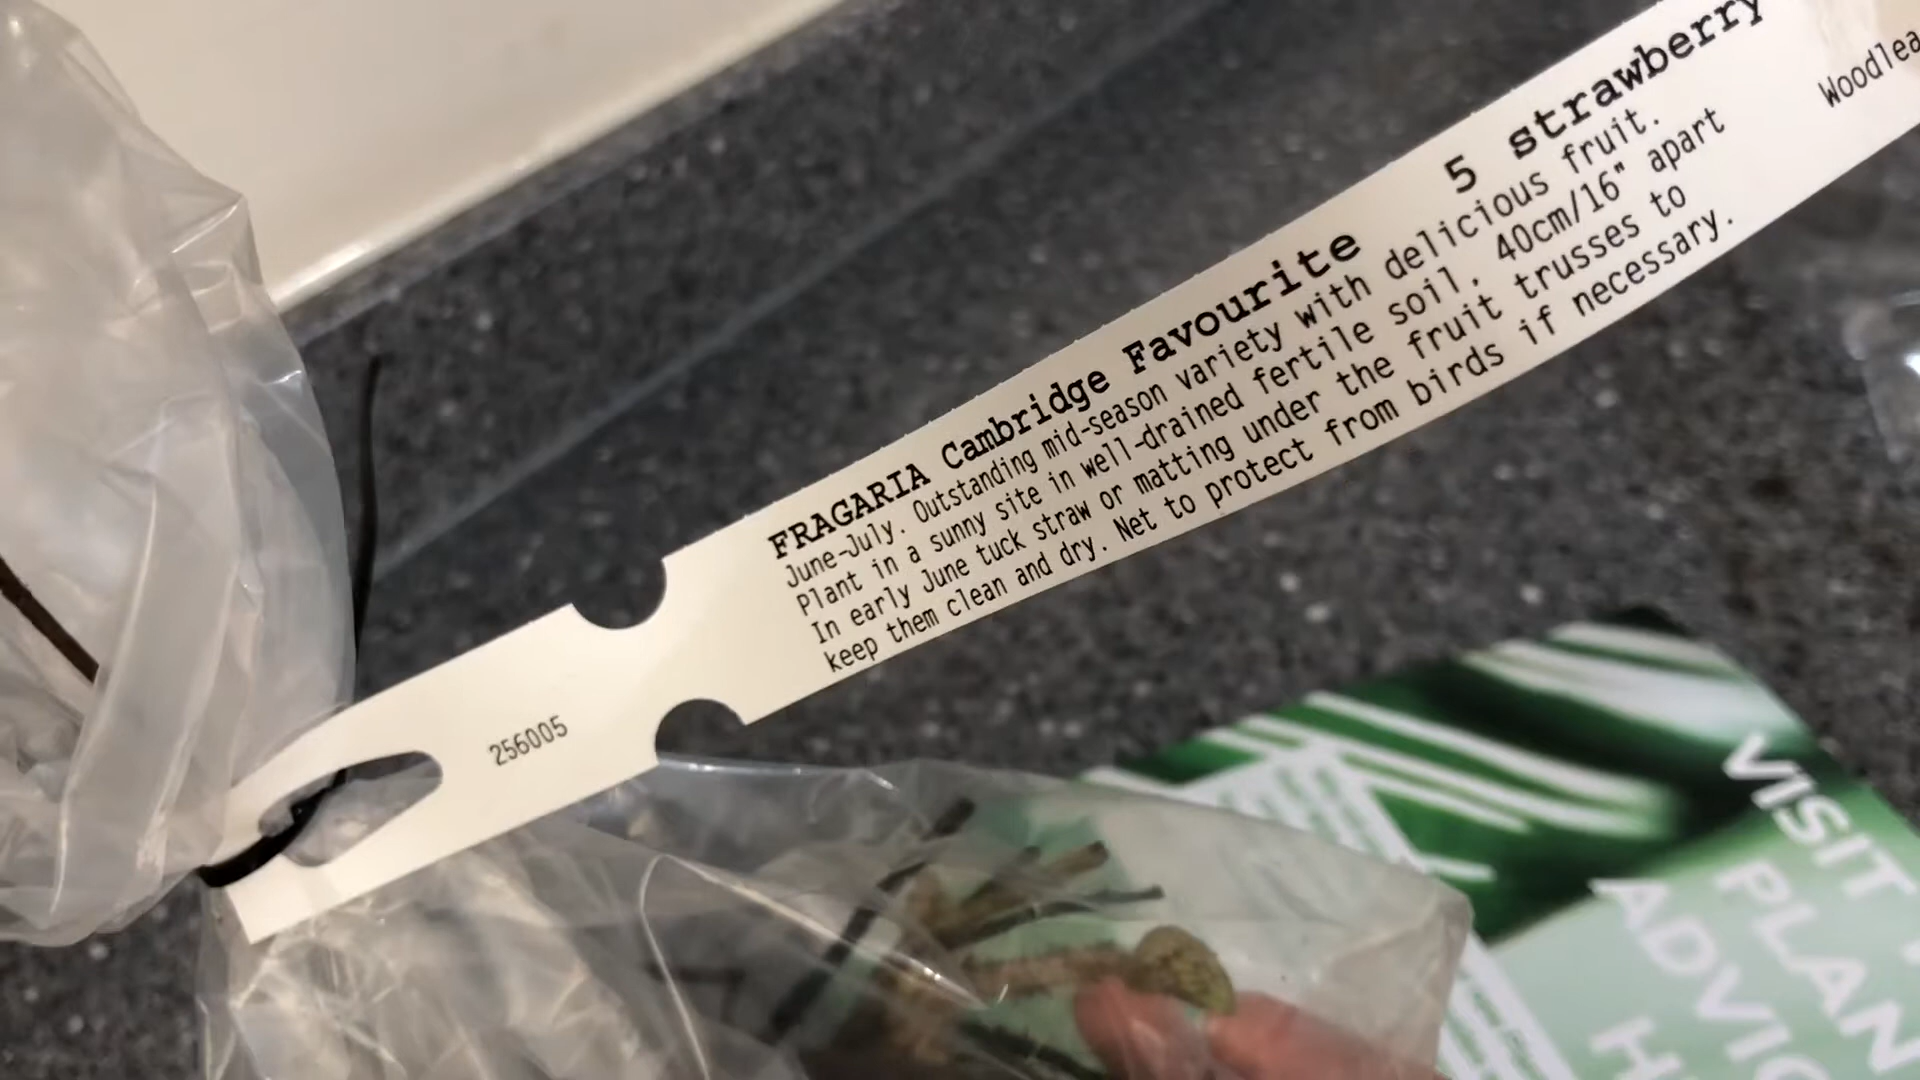 FRAGARIA Cambridge Favourite 5 strawberry
June-July. Outstanding mid-season variety with delicious fruit.
Plant in a sunny site in well-drained fertile soil, 40cm/16" apart
In early June tuck straw or matting under the fruit trusses to
keep them clean and dry. Net to protect from birds if necessary.
256005
VISIT
PLAN
ADVIC